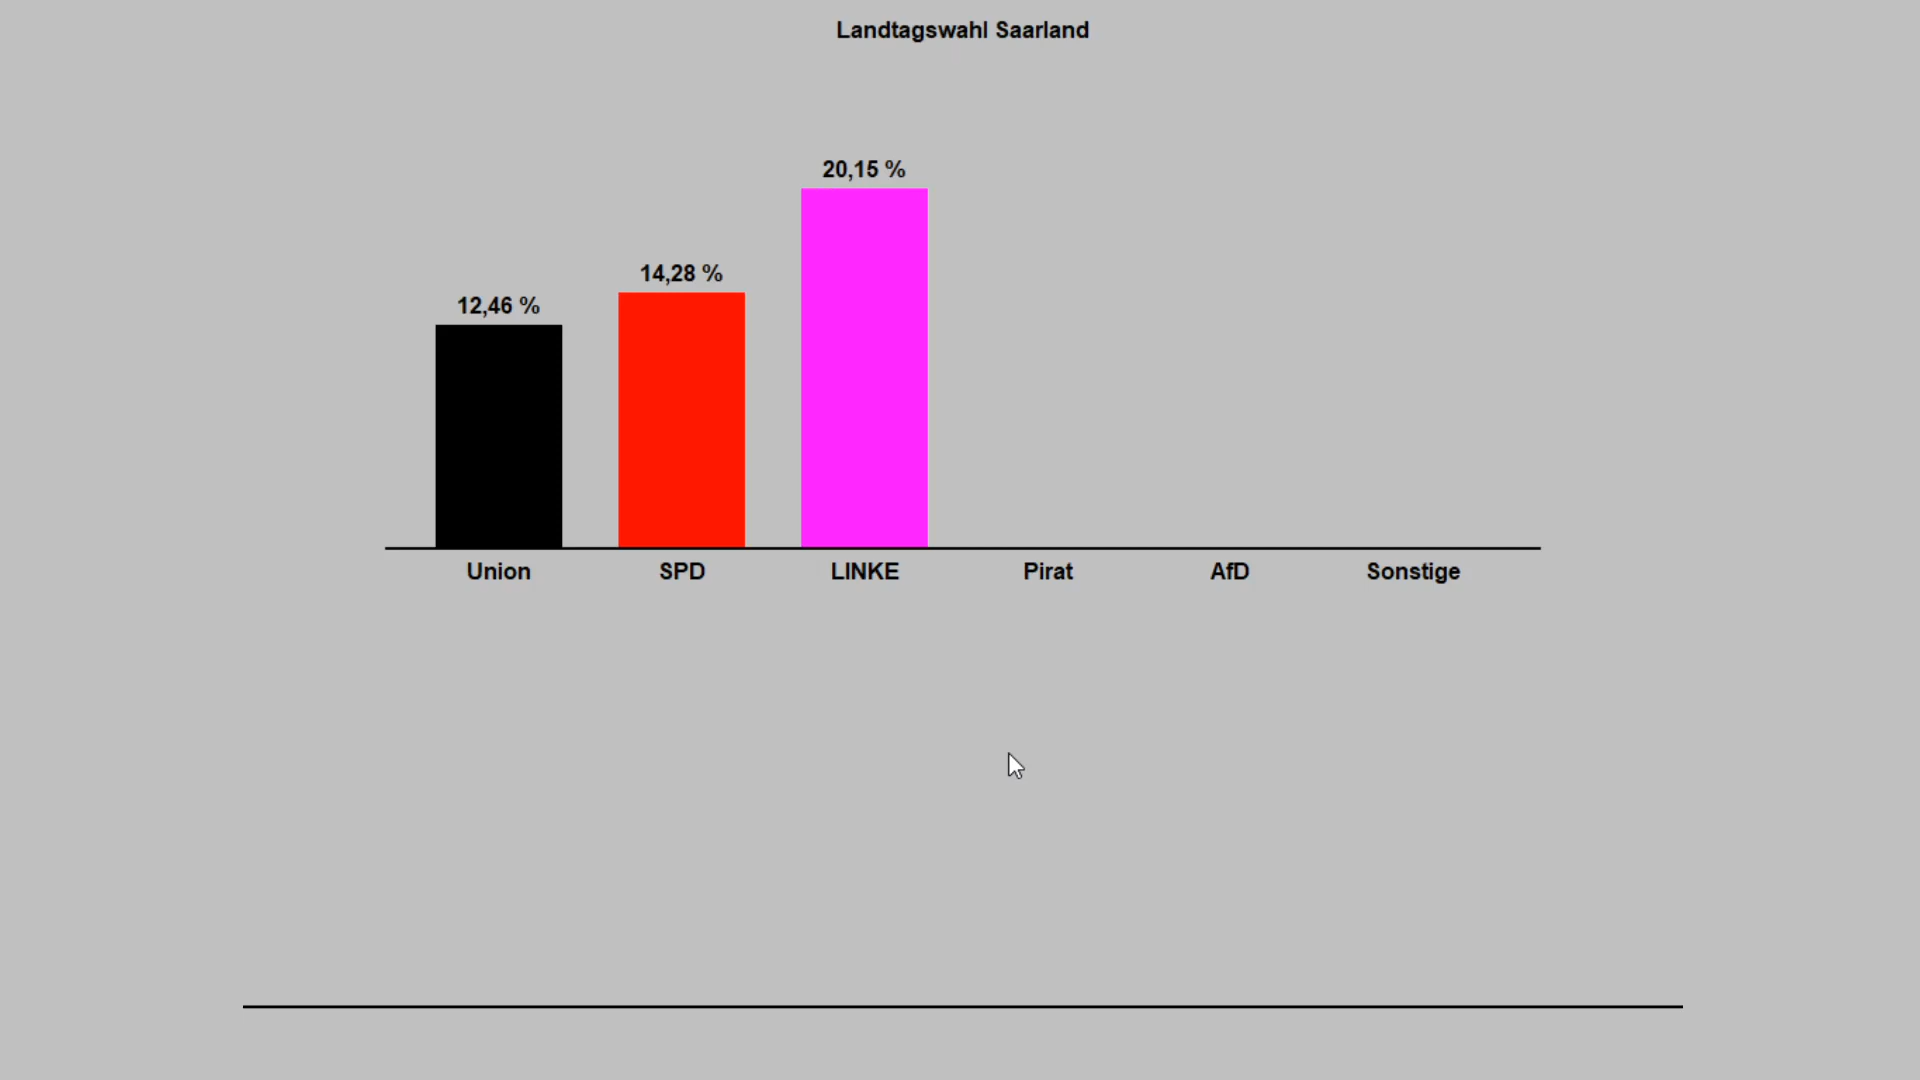 Landtagswahl Saarland
20,15 %
14,28 %
12,46 %
Union SPD LINKE Pirat AfD Sonstige